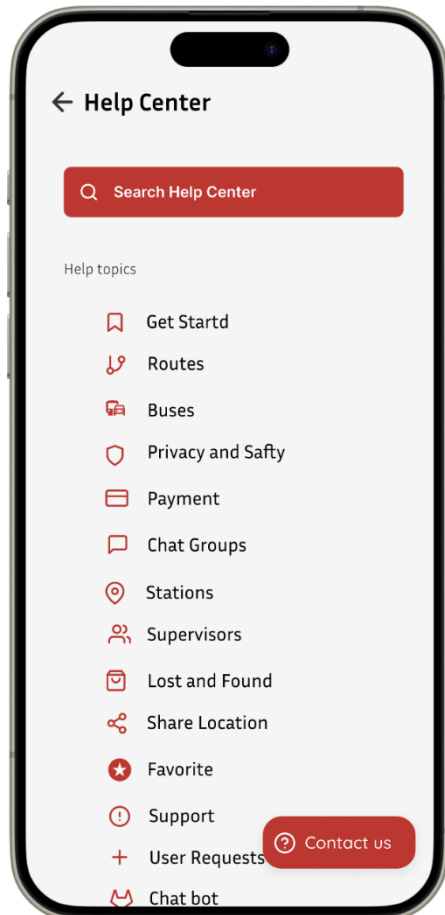 Help Center
Search Help Center
Help topics
Get Startd
Routes
Buses
Privacy and Safty
Payment
Chat Groups
Stations
Supervisors
Lost and Found
Share Location
Favorite
Support
Contact us
User Requests
Chat bot